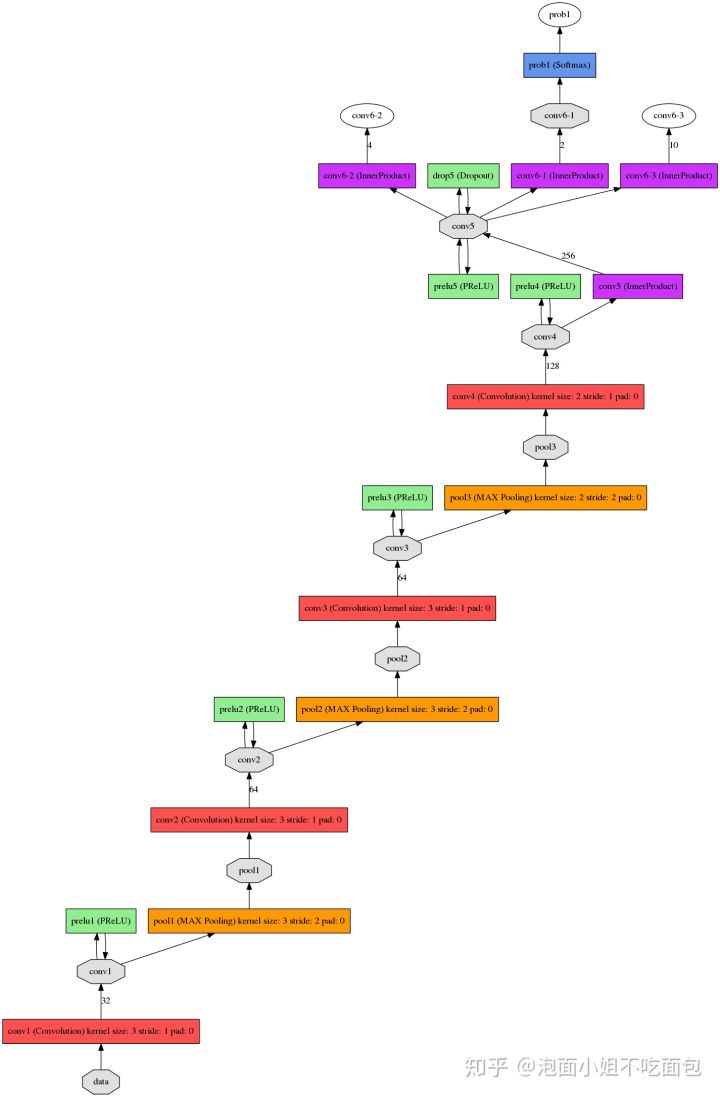 prob1
prob1 (Softmax)
conv6-2
conv6-1
conv6-3
4
2
10
conv6-2 (InnerProduct)
drop5 (Dropout)
conv6-1 (InnerProduct)
conv6-3 (InnerProduct)
conv5
256
prelu5 (PReLU)
prelu4 (PReLU)
conv5 (InnerProduct)
conv4
128
conv4 (Convolution) kernel size: 2 stride: 1 pad: 0
pool3
prelu3 (PReLU)
pool3 (MAX Pooling) kernel size: 2 stride: 2 pad: 0
conv3
64
conv3 (Convolution) kernel size: 3 stride: 1 pad: 0
pool2
prelu2 (PReLU)
pool2 (MAX Pooling) kernel size: 3 stride: 2 pad: 0
conv2
64
conv2 (Convolution) kernel size: 3 stride: 1 pad: 0
pool1
prelu1 (PReLU)
pool1 (MAX Pooling) kernel size: 3 stride: 2 pad: 0
conv1
32
conv1 (Convolution) kernel size: 3 stride: 1 pad: 0
data
知乎 @泡面小姐不吃面包